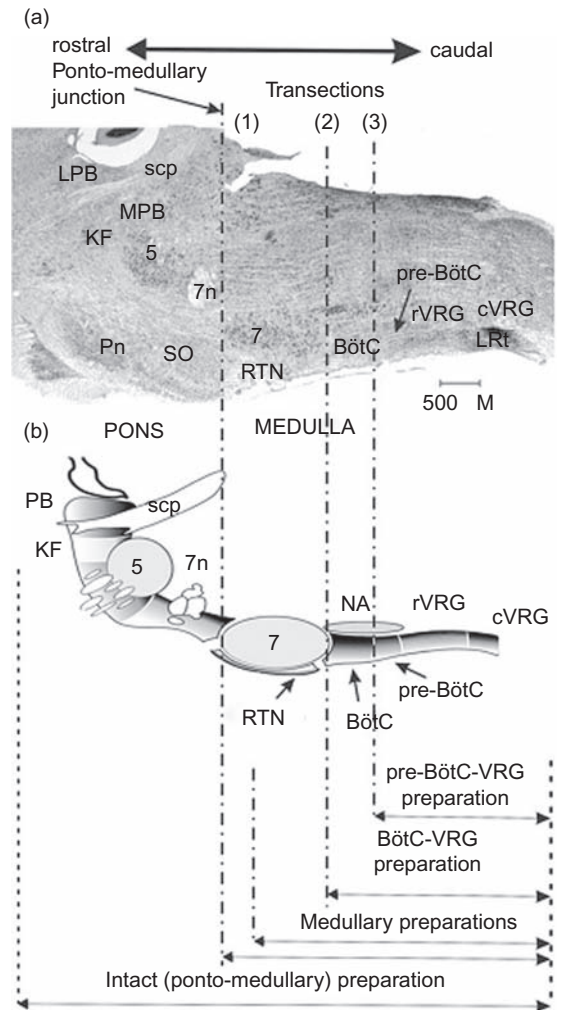 (a)
rostral
caudal
Ponto-medullary
junction
Transections
(1) (2) (3)
LPB scp
MPB
KF
5
7n
pre-BötC
rVRG cVRG
7
LRt
Pn SO
BötC
RTN
500 M
(b)
PONS MEDULLA
PB
scp
KF
5
7n
NA
rVRG
cVRG
7
pre-BötC
RTN
BötC
pre-BötC-VRG
preparation
BötC-VRG
preparation
Medullary preparations
Intact (ponto-medullary) preparation